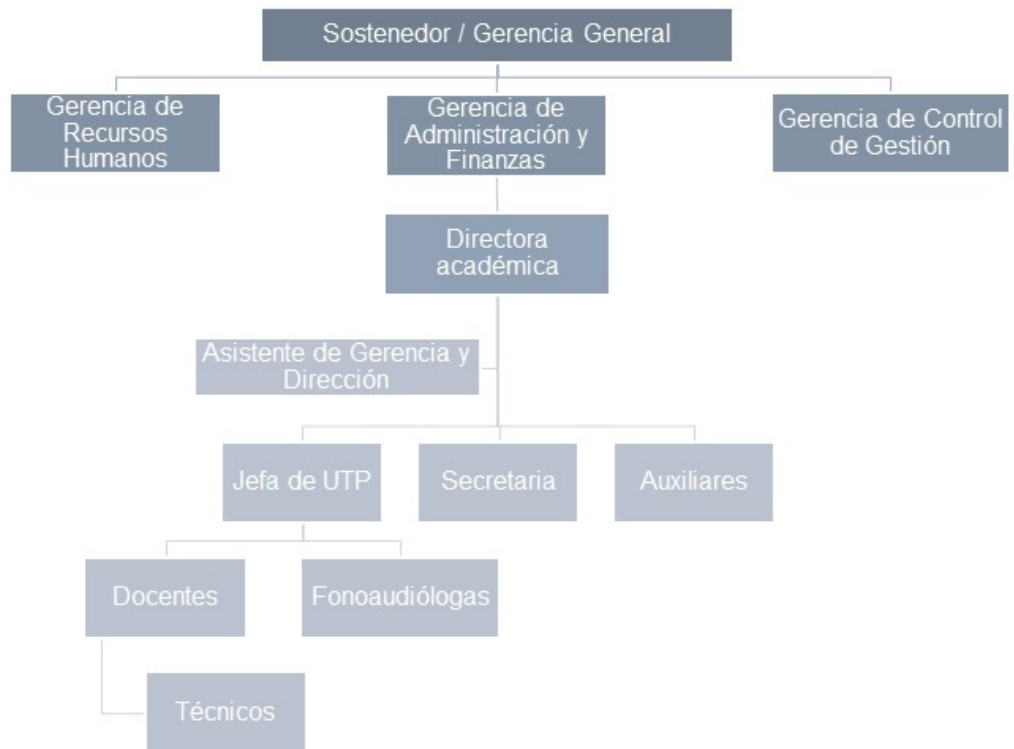 Sostenedor / Gerencia General
Gerencia de
Recursos
Humanos
Gerencia de
Administración y
Finanzas
Gerencia de Control
de Gestión
Directora
académica
Asistente de Gerencia y
Dirección
Jefa de UTP
Secretaria
Auxiliares
Docentes
Fonoaudiólogas
Técnicos